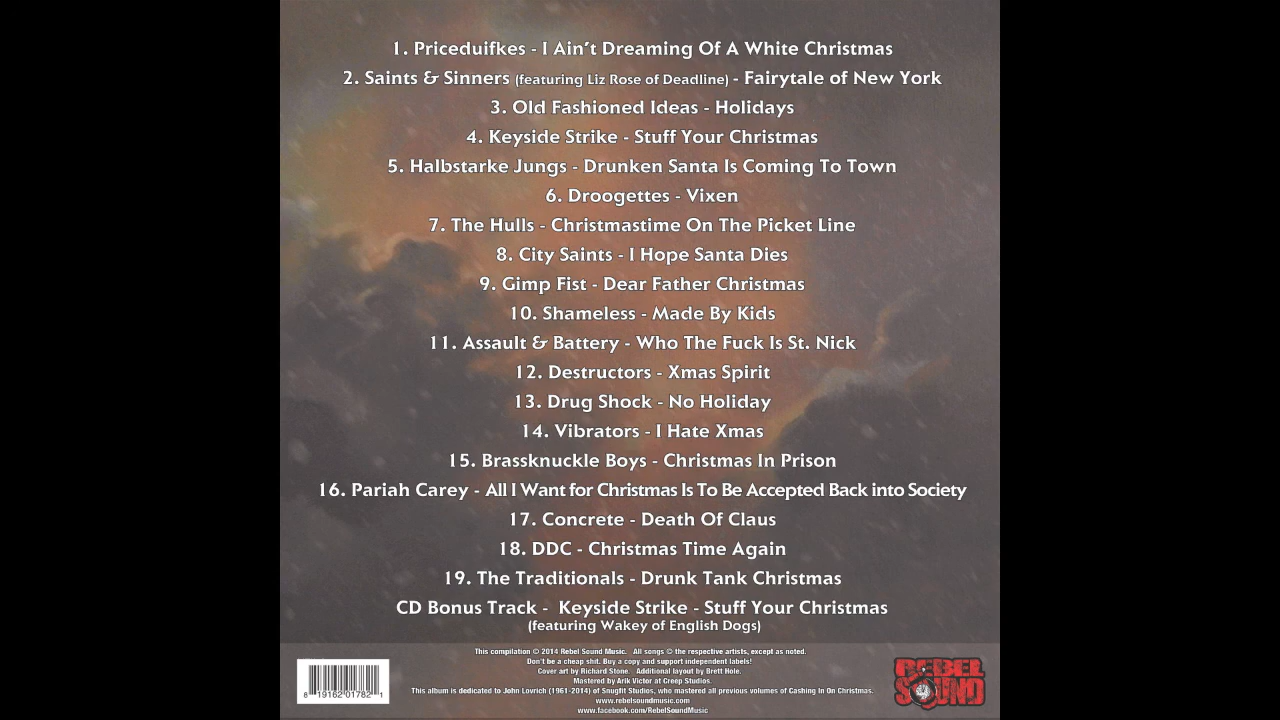 1. Priceduifkes - I Ain't Dreaming Of A White Christmas
2. Saints & Sinners (featuring Liz Rose of Deadline) - Fairytale of New York
3. Old Fashioned Ideas - Holidays
4. Keyside Strike - Stuff Your Christmas
5. Halbstarke Jungs - Drunken Santa Is Coming To Town
6. Droogettes - Vixen
7. The Hulls - Christmastime On The Picket Line
8. City Saints - I Hope Santa Dies
9. Gimp Fist - Dear Father Christmas
10. Shameless - Made By Kids
11. Assault & Battery - Who The Fuck Is St. Nick
12. Destructors - Xmas Spirit
13. Drug Shock - No Holiday
14. Vibrators - I Hate Xmas
15. Brassknuckle Boys - Christmas In Prison
16. Pariah Carey - All I Want for Christmas Is To Be Accepted Back into Society
17. Concrete - Death Of Claus
18. DDC - Christmas Time Again
19. The Traditionals - Drunk Tank Christmas
CD Bonus Track - Keyside Strike - Stuff Your Christmas
(featuring Wakey of English Dogs)
This compilation © 2014 Rebel Sound Music. All songs © the respective artists, except as noted.
Don't be a cheap shit. Buy a copy and support independent labels!
Cover art by Richard Stone. Additional layout by Brett Hole.
Mastered by Arik Victor at Creep Studios.
This album is dedicated to John Lovrich (1961-2014) of Snugfit Studios, who mastered all previous volumes of Cashing In On Christmas.
www.rebelsoundmusic.com
www.facebook.com/RebelSoundMusic
8 19162 01782 1
REBEL
SOUND